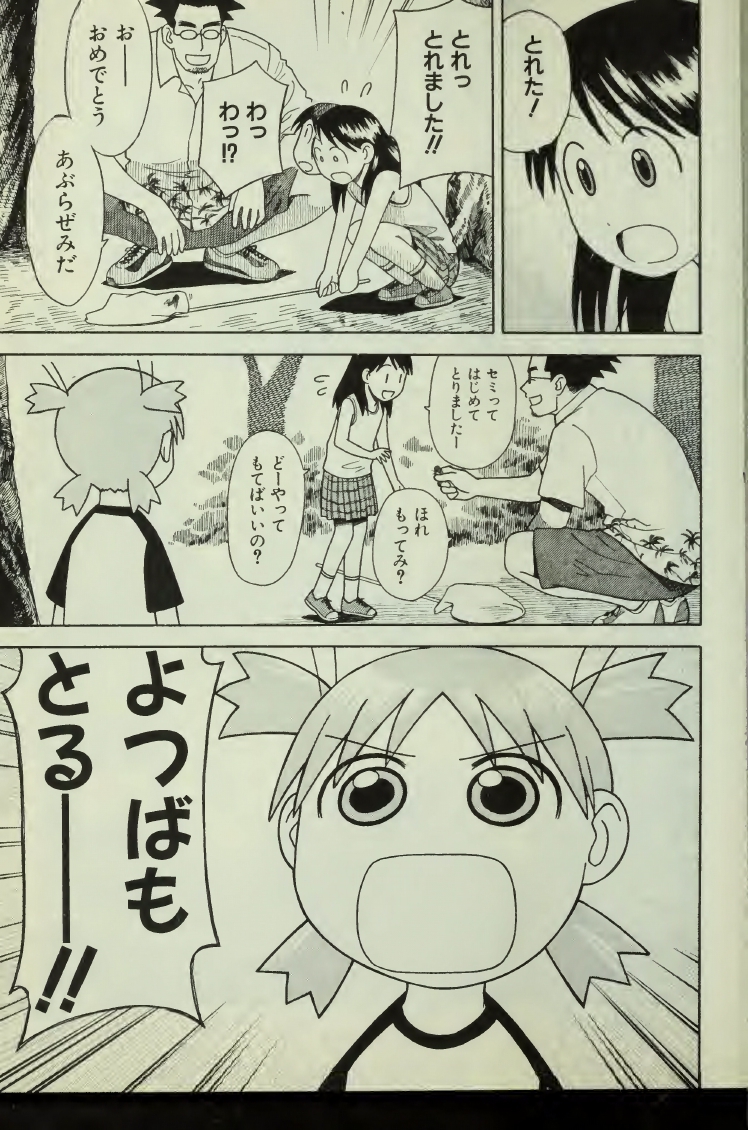 とれた!
とれっ
とれました!!
わっ
わっ!?
おー
おめでとう
あぶらぜみだ
セミって
はじめて
とりましたー
ほれ
もってみ?
どーやって
もてばいいの?
よつばも
とるー!!